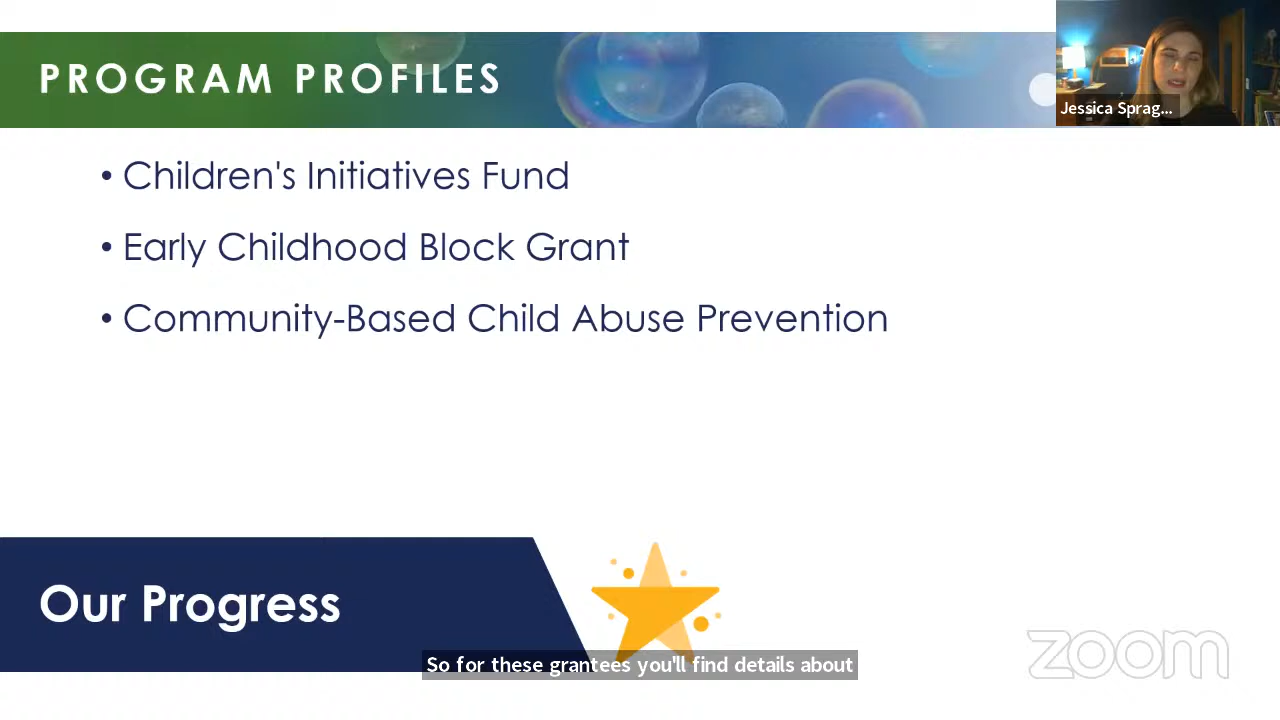 PROGRAM PROFILES
Jessica Sprag...
• Children's Initiatives Fund
• Early Childhood Block Grant
• Community-Based Child Abuse Prevention
Our Progress
zoom
So for these grantees you'll find details about